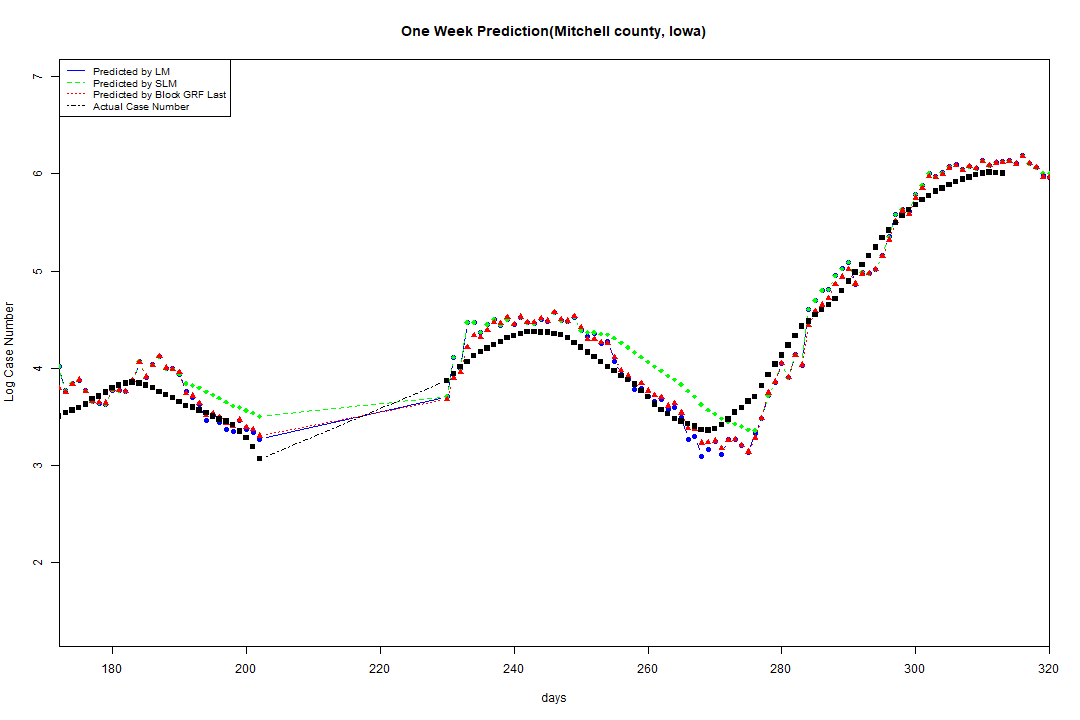 One Week Prediction(Mitchell county, Iowa)
Predicted by LM
Predicted by SLM
Predicted by Block GRF Last
Actual Case Number
7
6
5
4
3
2
Log Case Number
180 200 220 240 260 280 300 320
days